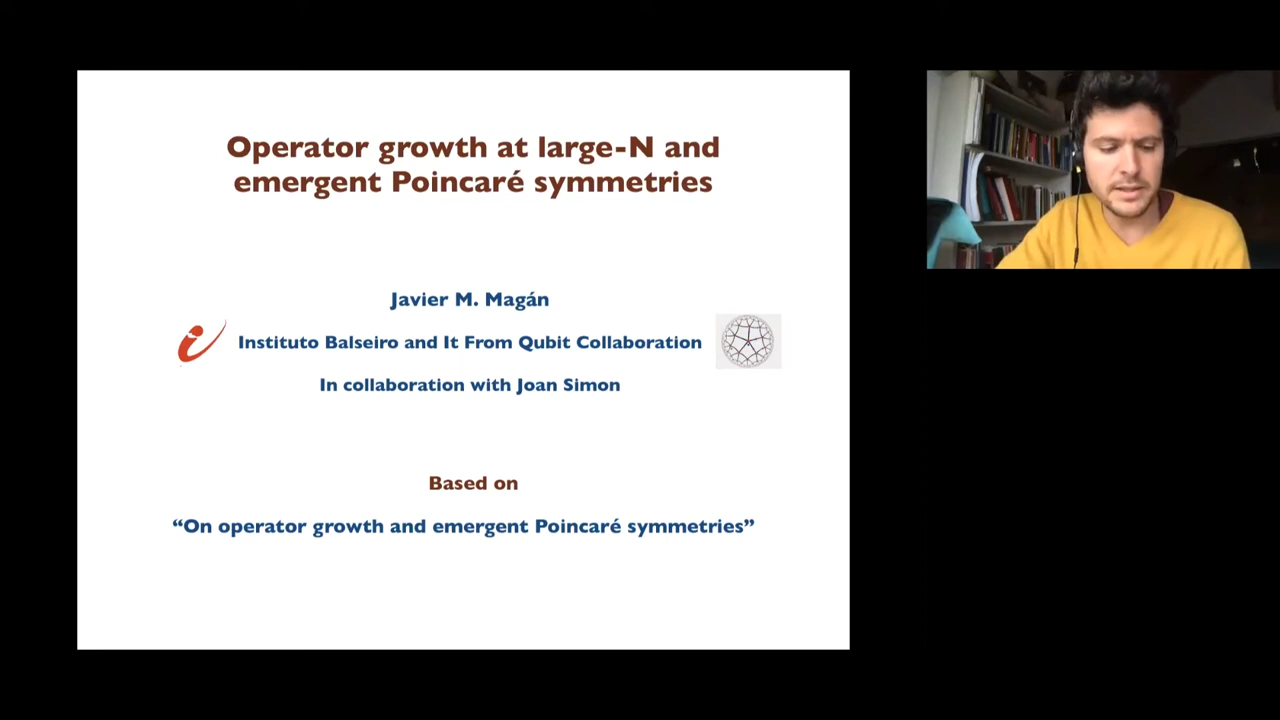 Operator growth at large-N and
emergent Poincaré symmetries
Javier M. Magán
Instituto Balseiro and It From Qubit Collaboration
In collaboration with Joan Simon
Based on
“On operator growth and emergent Poincaré symmetries”